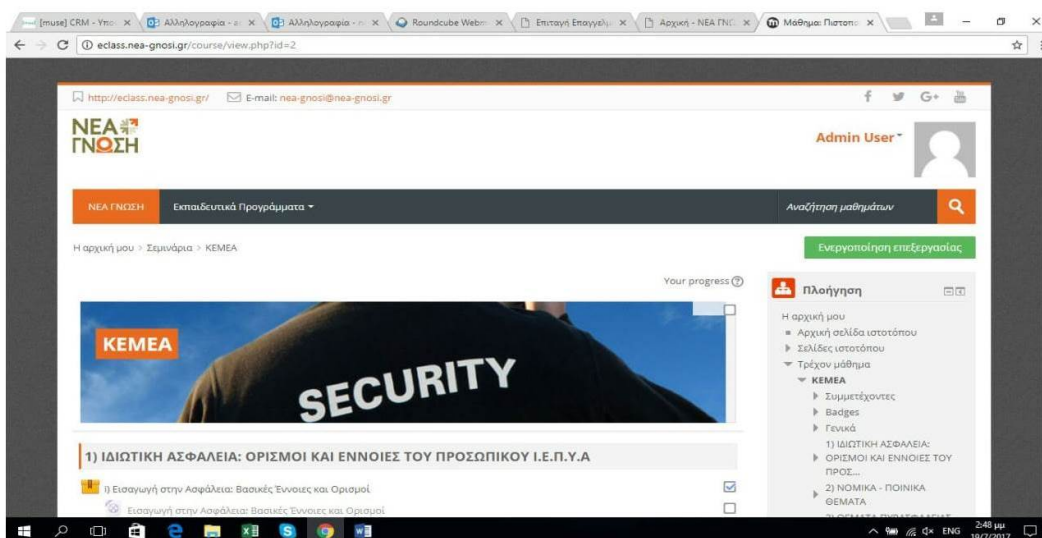 [muse] CRM - Υπο
Αλληλογραφία - a
Αλληλογραφία - n
Roundcube Webm
Επιταγή Επαγγελμ
Αρχική - ΝΕΑ ΓΝΩ
Μάθημα: Πιστοπο
eclass.nea-gnosi.gr/course/view.php?id=2
http://eclass.nea-gnosi.gr/ E-mail: nea-gnosi@nea-gnosi.gr
ΝΕΑ
ΓΝΩΣΗ
Admin User
ΝΕΑ ΓΝΩΣΗ Εκπαιδευτικά Προγράμματα Αναζήτηση μαθημάτων
Η αρχική μου > Σεμινάρια > ΚΕΜΕΑ Ενεργοποίηση επεξεργασίας
Your progress
KEMEA
SECURITY
1) ΙΔΙΩΤΙΚΗ ΑΣΦΑΛΕΙΑ: ΟΡΙΣΜΟΙ ΚΑΙ ΕΝΝΟΙΕΣ ΤΟΥ ΠΡΟΣΩΠΙΚΟΥ Ι.Ε.Π.Υ.Α
i) Εισαγωγή στην Ασφάλεια: Βασικές Έννοιες και Ορισμοί
Εισαγωγή στην Ασφάλεια: Βασικές Έννοιες και Ορισμοί
Πλοήγηση
Η αρχική μου
Αρχική σελίδα ιστοτόπου
Σελίδες ιστοτόπου
Τρέχον μάθημα
ΚΕΜΕΑ
Συμμετέχοντες
Badges
Γενικά
1) ΙΔΙΩΤΙΚΗ ΑΣΦΑΛΕΙΑ:
ΟΡΙΣΜΟΙ ΚΑΙ ΕΝΝΟΙΕΣ ΤΟΥ
ΠΡΟΣ...
2) ΝΟΜΙΚΑ - ΠΟΙΝΙΚΑ
ΘΕΜΑΤΑ
ENG
2:48 μμ
19/7/2017